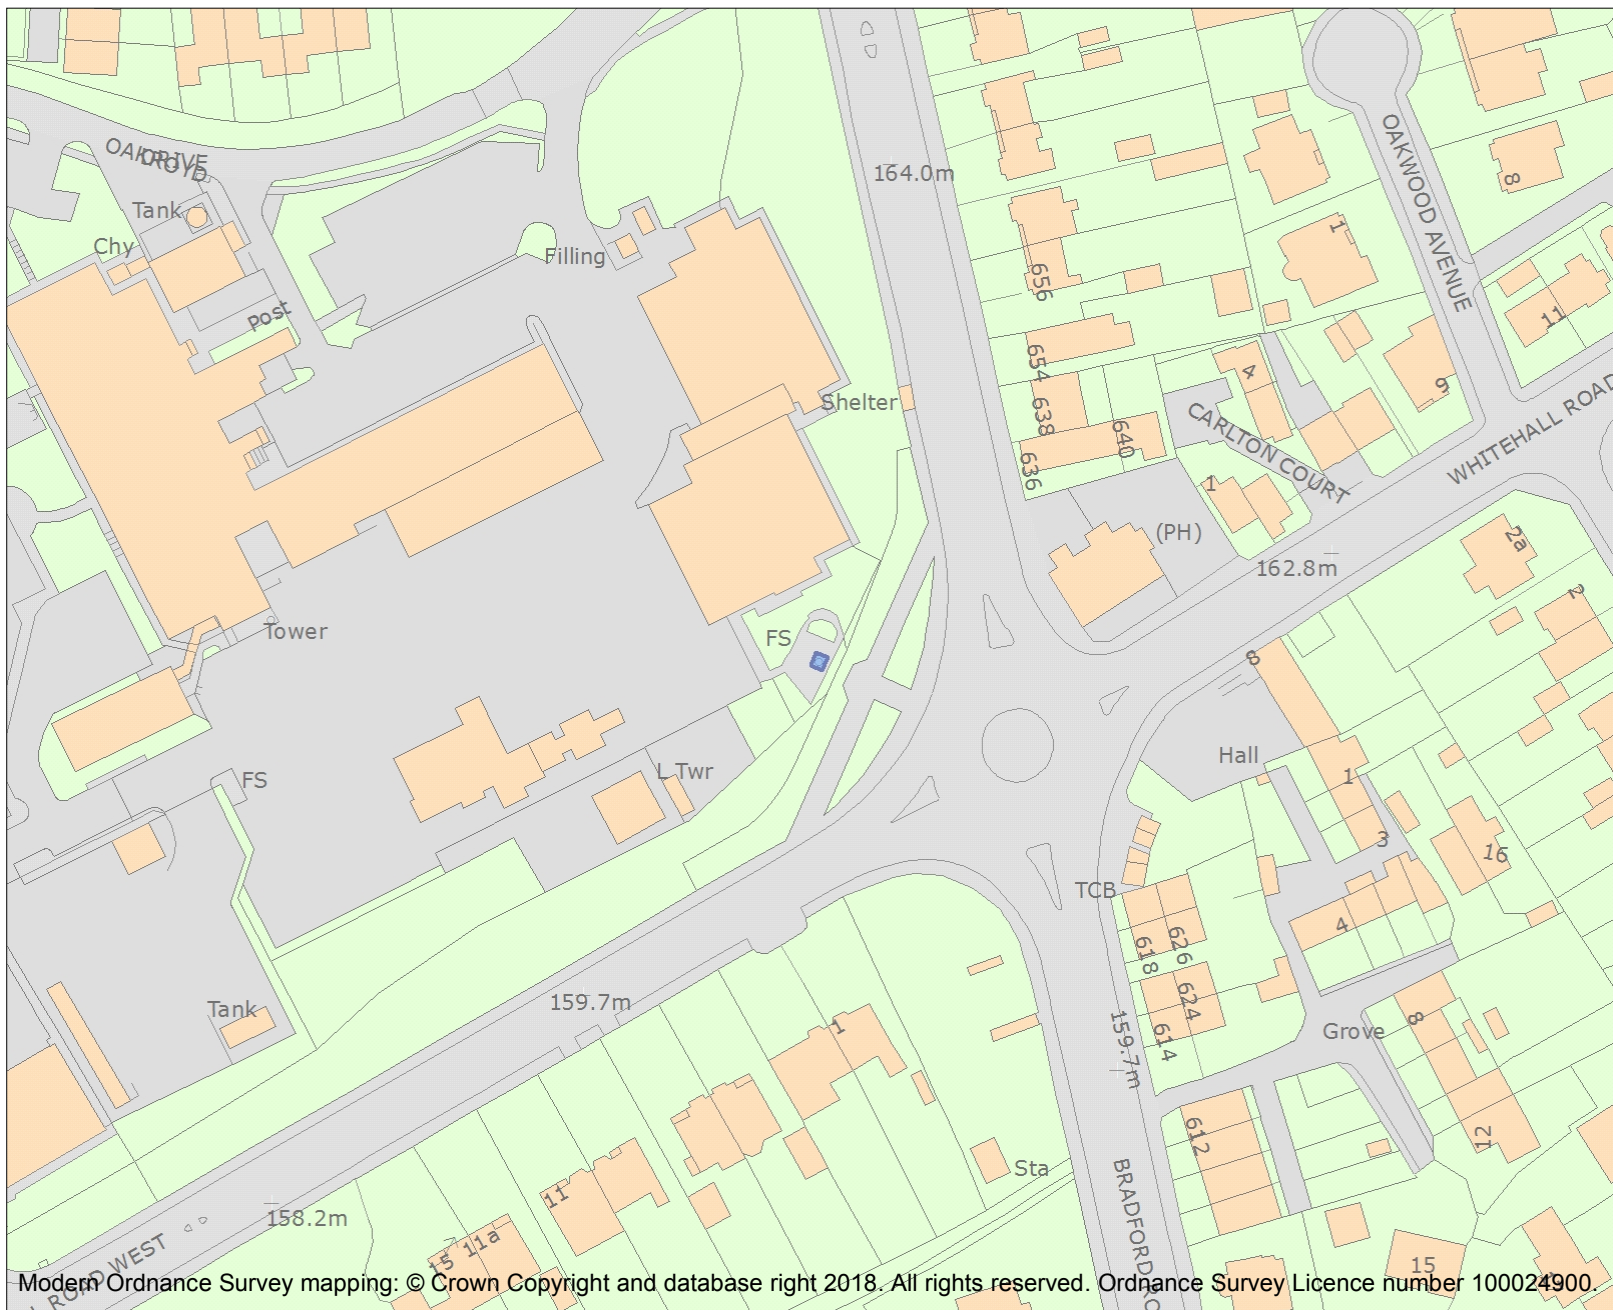 OAKROYD
DRIVE
Tank
Chy
Filling
Post
Shelter
Tower
FS
FS
L Twr
Tank
164.0m
656
654
638
640
636
(PH)
OAKWOOD AVENUE
8
1
11
9
4
CARLTON COURT
1
WHITEHALL ROAD
162.8m
2a
2
S
Hall
1
3
16
4
TCB
618
626
624
614
Grove
8
12
612
159.7m
159.7m
1
Sta
11
11a
15
158.2m
L ROAD WEST
BRADFORD RO
15
Modern Ordnance Survey mapping: © Crown Copyright and database right 2018. All rights reserved. Ordnance Survey Licence number 100024900.